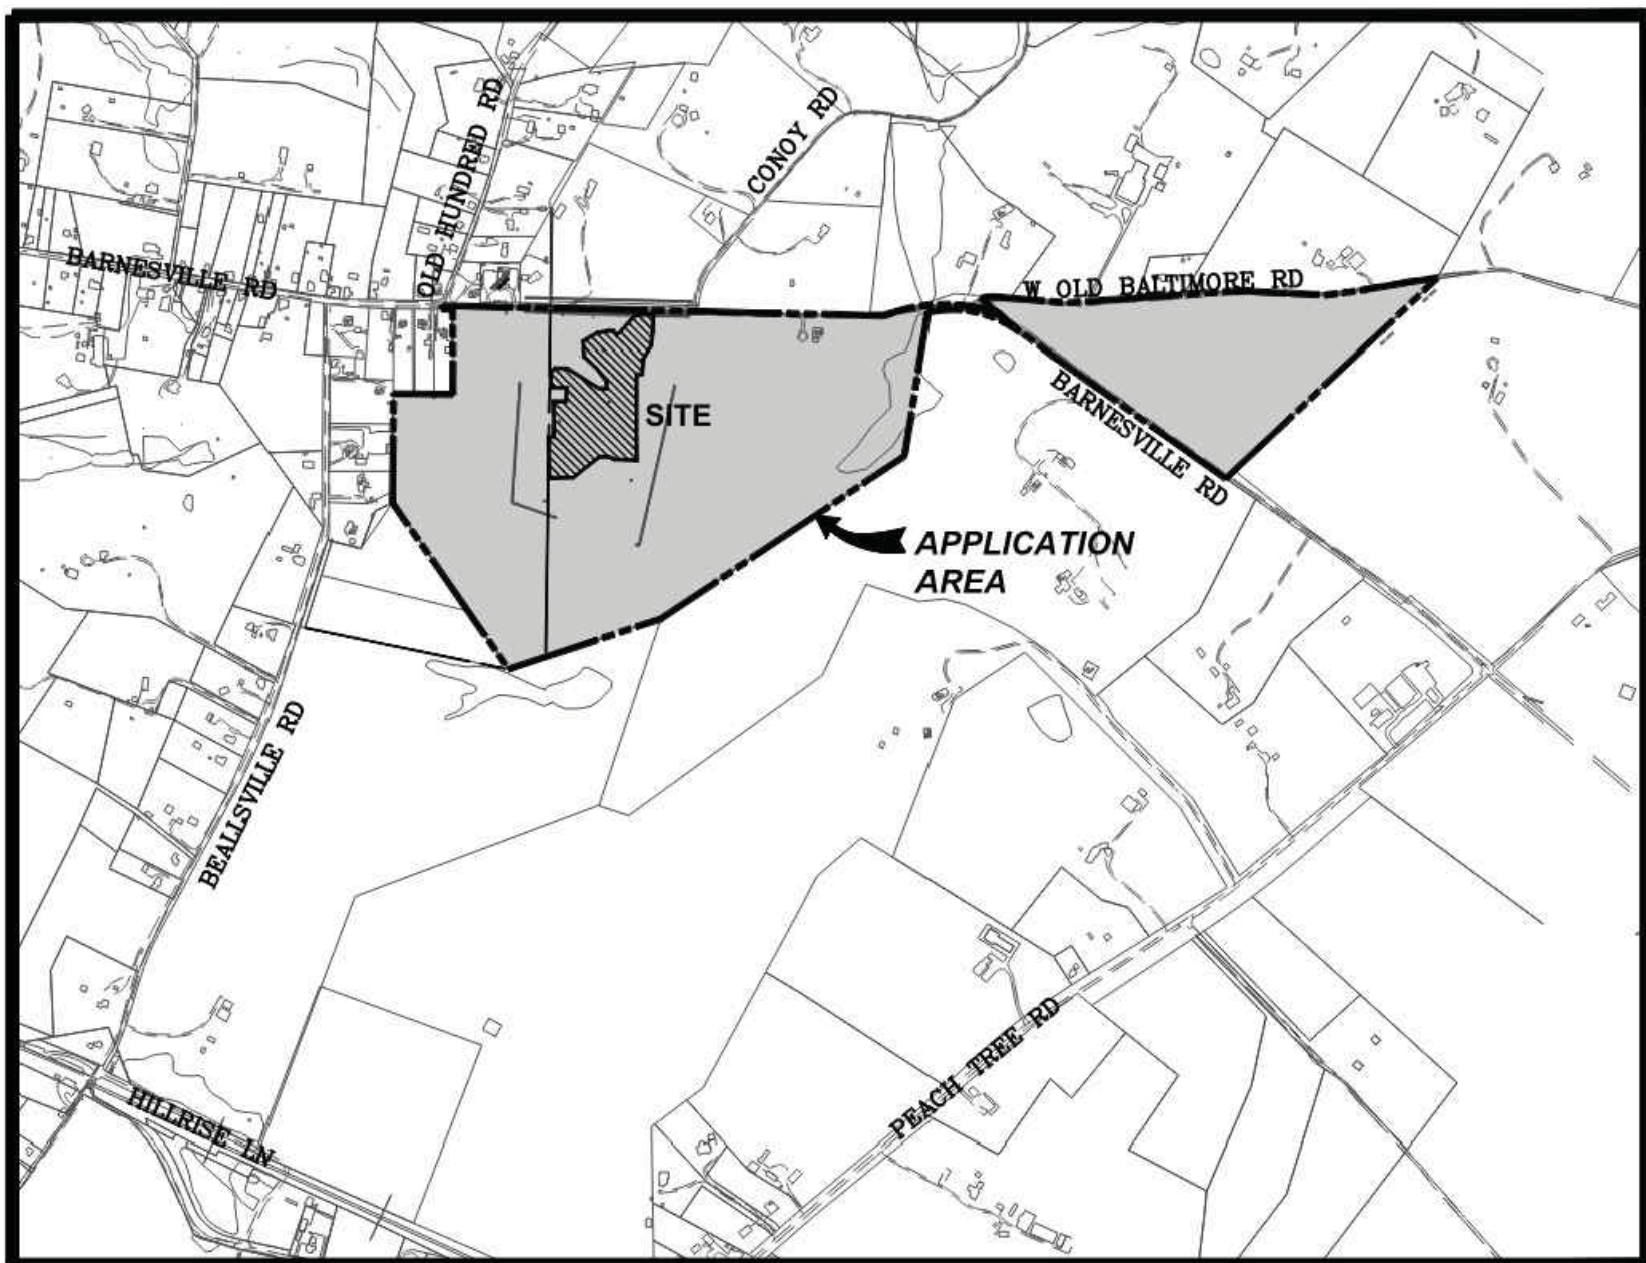 OLD HUNDRED RD
CONOY RD
BARNESVILLE RD
W OLD BALTIMORE RD
SITE
BARNESVILLE RD
APPLICATION
AREA
BEALLSVILLE RD
PEACH TREE RD
HILLRISE LN